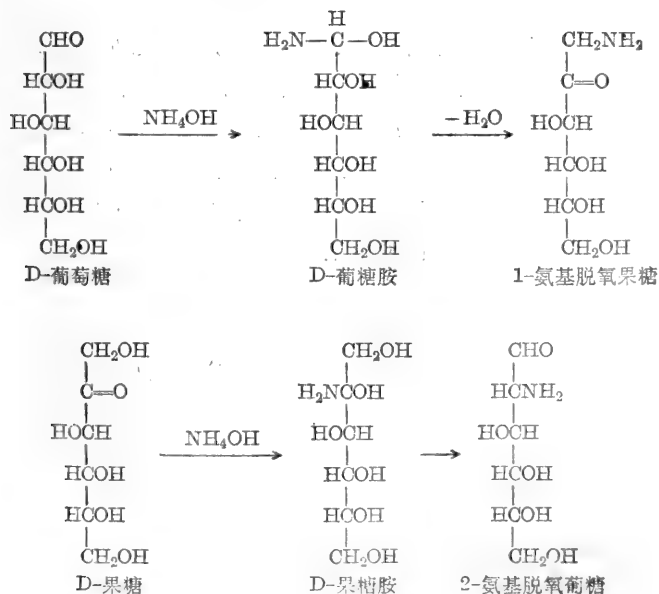 H
CHO H₂N—C—OH CH₂NH₂
HCOH HCOH C=O
HOCH NH₄OH HOCH −H₂O HOCH
HCOH HCOH HCOH
HCOH HCOH HCOH
CH₂OH CH₂OH CH₂OH
D-葡萄糖 D-葡糖胺 1-氨基脱氧果糖
CH₂OH CH₂OH CHO
C=O H₂NCOH HCNH₂
HOCH NH₄OH HOCH HOCH
HCOH HCOH HCOH
HCOH HCOH HCOH
CH₂OH CH₂OH CH₂OH
D-果糖 D-果糖胺 2-氨基脱氧葡糖